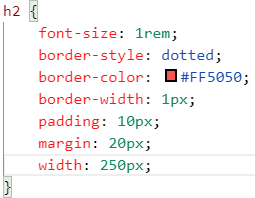 h2 {
font-size: 1rem;
border-style: dotted;
border-color: #FF5050;
border-width: 1px;
padding: 10px;
margin: 20px;
width: 250px;
}